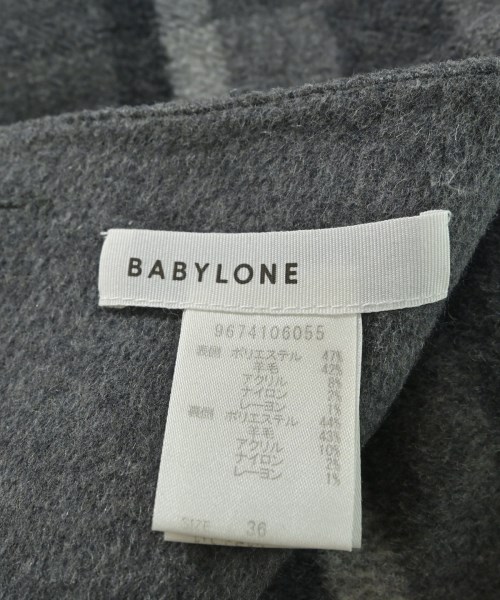 BABYLONE
9674106055
表側 ポリエステル 47%
羊毛 42%
アクリル 8%
ナイロン 2%
レーヨン 1%
裏側 ポリエステル 44%
羊毛 43%
アクリル 10%
ナイロン 2%
レーヨン 1%
SIZE 36